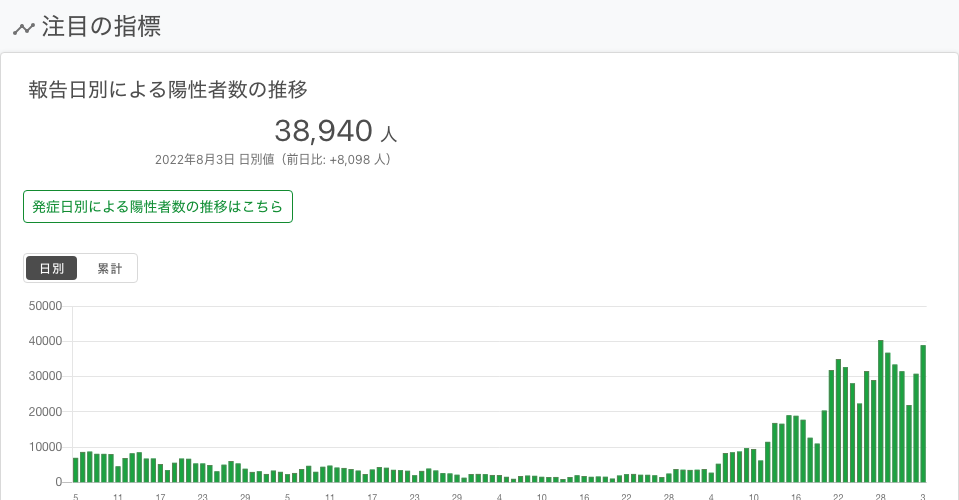 注目の指標
報告日別による陽性者数の推移
38,940 人
2022年8月3日 日別値（前日比: +8,098 人）
発症日別による陽性者数の推移はこちら
日別 累計
50000
40000
30000
20000
10000
0
5 11 17 23 29 5 11 17 23 29 4 10 16 22 28 4 10 16 22 28 3